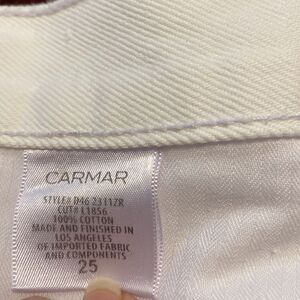 CARMAR
STYLE# D46 2311ZR
CUT# L1856
100% COTTON
MADE AND FINISHED IN
LOS ANGELES
OF IMPORTED FABRIC
AND COMPONENTS
25